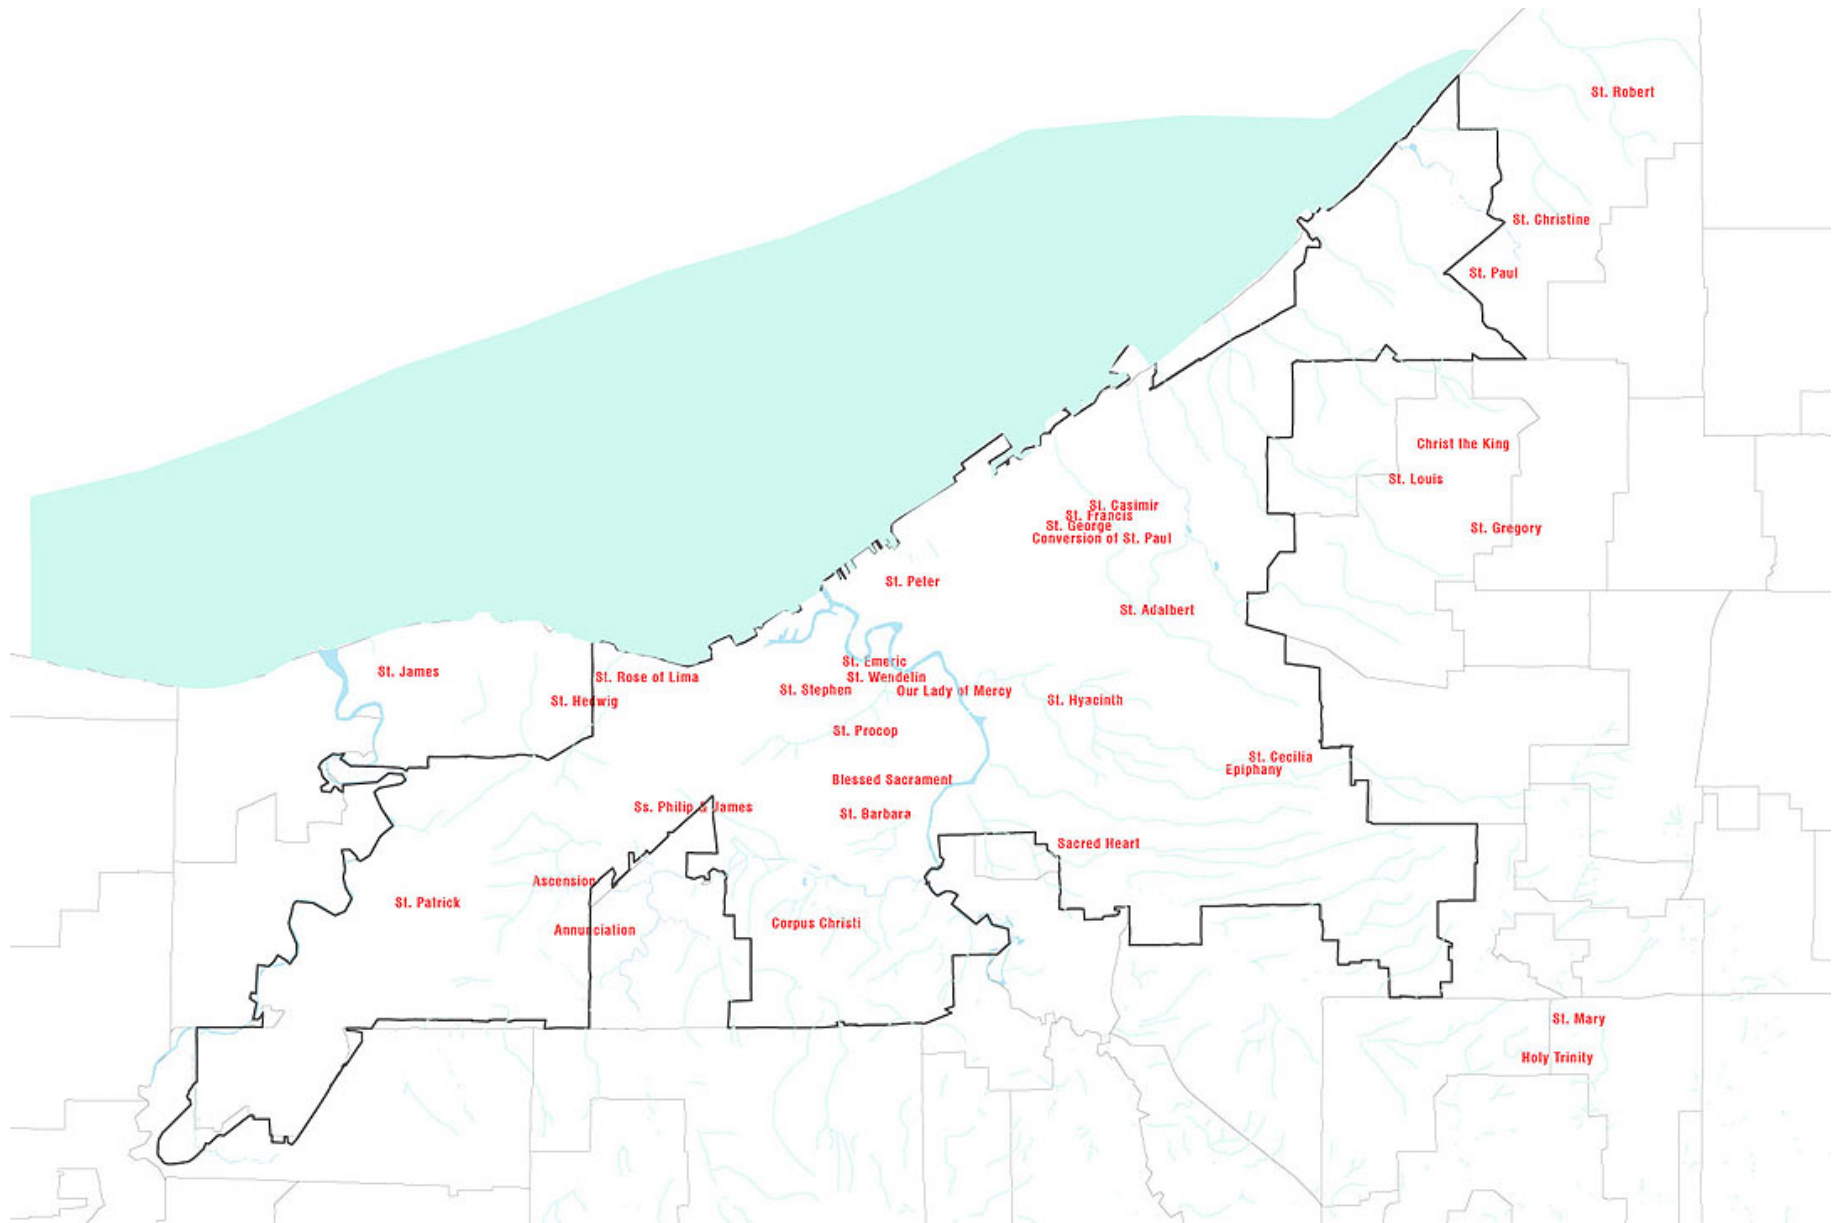 St. Robert
St. Christine
St. Paul
Christ the King
St. Louis
St. Casimir
St. Francis
St. George
St. Gregory
Conversion of St. Paul
St. Peter
St. Adalbert
St. Emeric
St. James
St. Rose of Lima
St. Wendelin
St. Stephen
Our Lady of Mercy
St. Hedwig
St. Hyacinth
St. Procop
St. Cecilia
Epiphany
Blessed Sacrament
Ss. Philip & James
St. Barbara
Sacred Heart
Ascension
St. Patrick
Corpus Christi
Annunciation
St. Mary
Holy Trinity